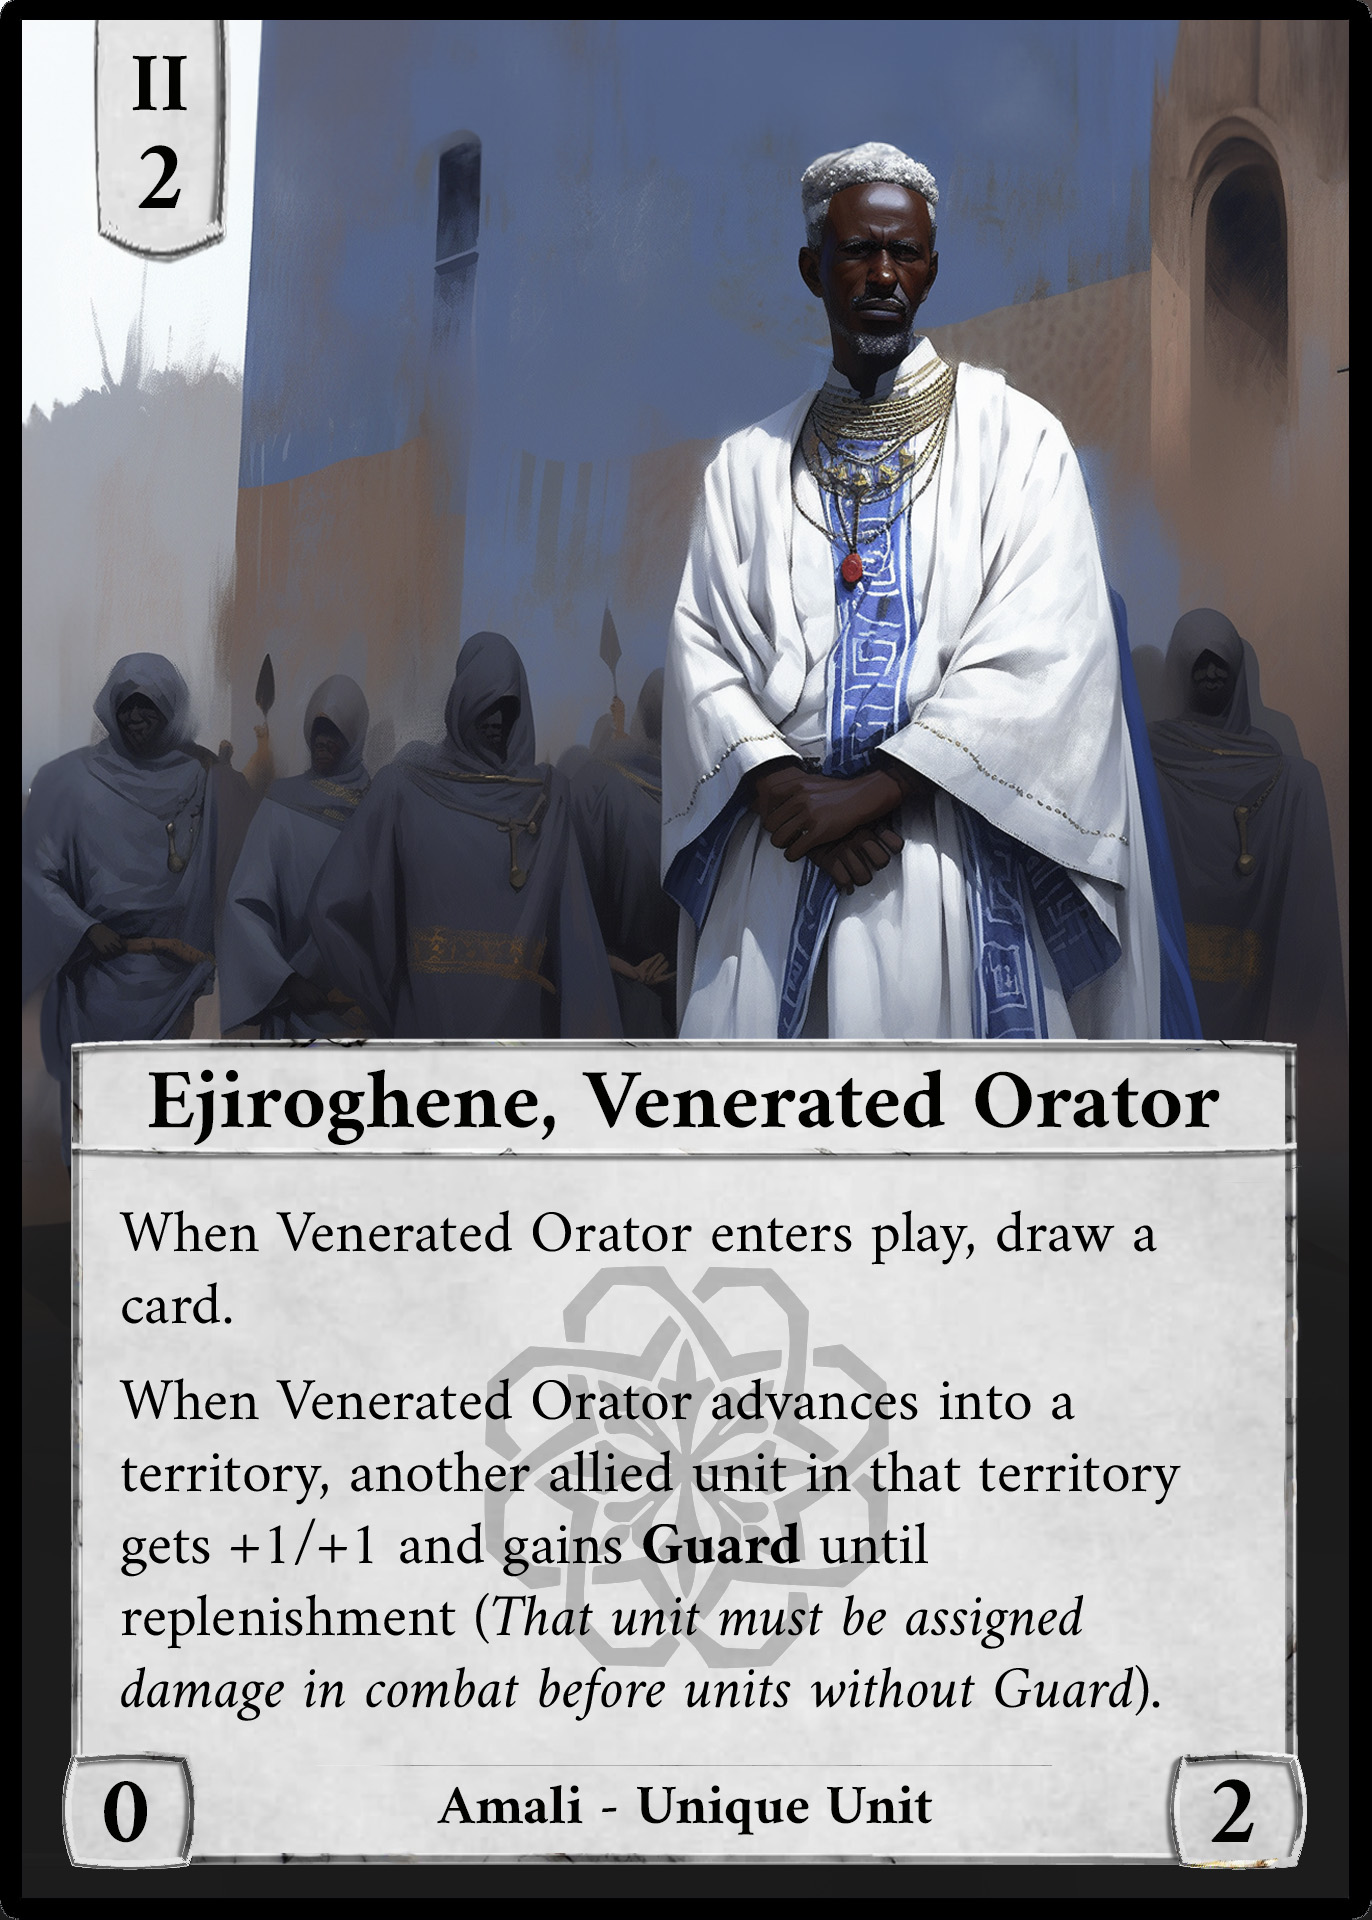 II
2
Ejiroghene, Venerated Orator
When Venerated Orator enters play, draw a
card.
When Venerated Orator advances into a
territory, another allied unit in that territory
gets +1/+1 and gains Guard until
replenishment (That unit must be assigned
damage in combat before units without Guard).
0
Amali - Unique Unit
2